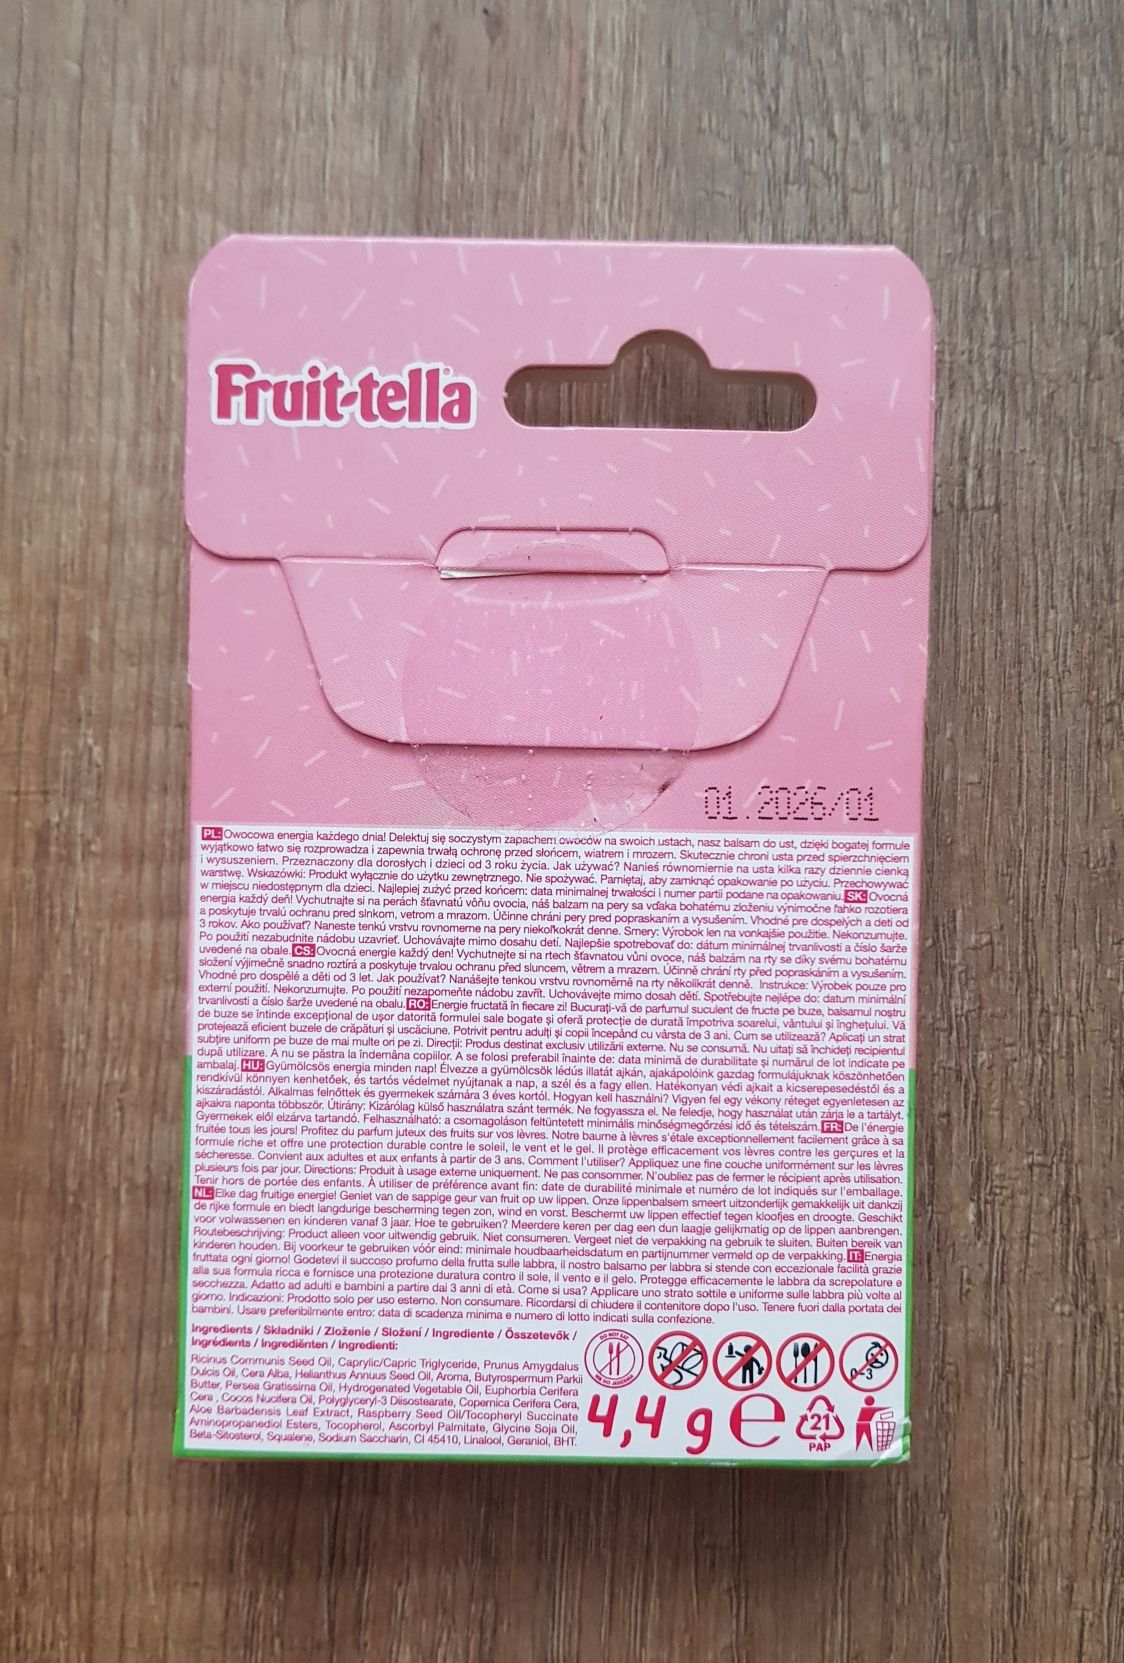 Fruit-tella
01.2026/01
PL: Owocowa energia każdego dnia! Delektuj się soczystym zapachem owoców na swoich ustach, nasz balsam do ust, dzięki bogatej formule
wyjątkowo łatwo się rozprowadza i zapewnia trwałą ochronę przed słońcem, wiatrem i mrozem. Skutecznie chroni usta przed spierzchnięciem
i wysuszeniem. Przeznaczony dla dorosłych i dzieci od 3 roku życia. Jak używać? Nanieś równomiernie na usta kilka razy dziennie cienką
warstwę. Wskazówki: Produkt wyłącznie do użytku zewnętrznego. Nie spożywać. Pamiętaj, aby zamknąć opakowanie po użyciu. Przechowywać
w miejscu niedostępnym dla dzieci. Najlepiej zużyć przed końcem: data minimalnej trwałości i numer partii podane na opakowaniu. SK: Ovocná
energia každý deň! Vychutnajte si na perách šťavnatú vôňu ovocia, náš balzam na pery sa vďaka bohatému zloženiu výnimočne ľahko rozotiera
a poskytuje trvalú ochranu pred slnkom, vetrom a mrazom. Účinne chráni pery pred popraskaním a vysušením. Vhodné pre dospelých a deti od
3 rokov. Ako používať? Naneste tenkú vrstvu rovnomerne na pery niekoľkokrát denne. Smery: Výrobok len na vonkajšie použitie. Nekonzumujte.
Po použití nezabudnite nádobu uzavrieť. Uchovávajte mimo dosahu detí. Najlepšie spotrebovať do: dátum minimálnej trvanlivosti a číslo šarže
uvedené na obale. CS: Ovocná energie každý den! Vychutnejte si na rtech šťavnatou vůni ovoce, náš balzám na rty se díky svému bohatému
složení výjimečně snadno roztírá a poskytuje trvalou ochranu před sluncem, větrem a mrazem. Účinně chrání rty před popraskáním a vysušením.
Vhodné pro dospělé a děti od 3 let. Jak používat? Nanášejte tenkou vrstvu rovnoměrně na rty několikrát denně. Instrukce: Výrobek pouze pro
externí použití. Nekonzumujte. Po použití nezapomeňte nádobu zavřít. Uchovávejte mimo dosah dětí. Spotřebujte nejlépe do: datum minimální
trvanlivosti a číslo šarže uvedené na obalu. RO: Energie fructată în fiecare zi! Bucurați-vă de parfumul suculent de fructe pe buze, balsamul nostru
de buze se întinde excepțional de ușor datorită formulei sale bogate și oferă protecție de durată împotriva soarelui, vântului și înghețului. Vă
protejează eficient buzele de crăpături și uscăciune. Potrivit pentru adulți și copii începând cu vârsta de 3 ani. Cum se utilizează? Aplicați un strat
subțire uniform pe buze de mai multe ori pe zi. Direcții: Produs destinat exclusiv utilizării externe. Nu se consumă. Nu uitați să închideți recipientul
după utilizare. A nu se păstra la îndemâna copiilor. A se folosi preferabil înainte de: data minimă de durabilitate și numărul de lot indicate pe
ambalaj. HU: Gyümölcsös energia minden nap! Élvezze a gyümölcsök lédús illatát ajkán, ajakápolóink gazdag formulájuknak köszönhetően
rendkívül könnyen kenhetőek, és tartós védelmet nyújtanak a nap, a szél és a fagy ellen. Hatékonyan védi ajkait a kicserepesedéstől és a
kiszáradástól. Alkalmas felnőttek és gyermekek számára 3 éves kortól. Hogyan kell használni? Vigyen fel egy vékony réteget egyenletesen az
ajkakra naponta többször. Útirány: Kizárólag külső használatra szánt termék. Ne fogyassza el. Ne feledje, hogy használat után zárja le a tartályt.
Gyermekek elől elzárva tartandó. Felhasználható: a csomagoláson feltüntetett minimális minőségmegőrzési idő és tételszám. FR: De l'énergie
fruitée tous les jours! Profitez du parfum juteux des fruits sur vos lèvres. Notre baume à lèvres s'étale exceptionnellement facilement grâce à sa
formule riche et offre une protection durable contre le soleil, le vent et le gel. Il protège efficacement vos lèvres contre les gerçures et la
sécheresse. Convient aux adultes et aux enfants à partir de 3 ans. Comment l'utiliser? Appliquez une fine couche uniformément sur les lèvres
plusieurs fois par jour. Directions: Produit à usage externe uniquement. Ne pas consommer. N'oubliez pas de fermer le récipient après utilisation.
Tenir hors de portée des enfants. À utiliser de préférence avant fin: date de durabilité minimale et numéro de lot indiqués sur l'emballage.
NL: Elke dag fruitige energie! Geniet van de sappige geur van fruit op uw lippen. Onze lippenbalsem smeert uitzonderlijk gemakkelijk uit dankzij
de rijke formule en biedt langdurige bescherming tegen zon, wind en vorst. Beschermt uw lippen effectief tegen kloofjes en droogte. Geschikt
voor volwassenen en kinderen vanaf 3 jaar. Hoe te gebruiken? Meerdere keren per dag een dun laagje gelijkmatig op de lippen aanbrengen.
Routebeschrijving: Product alleen voor uitwendig gebruik. Niet consumeren. Vergeet niet de verpakking na gebruik te sluiten. Buiten bereik van
kinderen houden. Bij voorkeur te gebruiken vóór eind: minimale houdbaarheidsdatum en partijnummer vermeld op de verpakking. IT: Energia
fruttata ogni giorno! Godetevi il succoso profumo della frutta sulle labbra, il nostro balsamo per labbra si stende con eccezionale facilità grazie
alla sua formula ricca e fornisce una protezione duratura contro il sole, il vento e il gelo. Protegge efficacemente le labbra da screpolature e
secchezza. Adatto ad adulti e bambini a partire dai 3 anni di età. Come si usa? Applicare uno strato sottile e uniforme sulle labbra più volte al
giorno. Indicazioni: Prodotto solo per uso esterno. Non consumare. Ricordarsi di chiudere il contenitore dopo l'uso. Tenere fuori dalla portata dei
bambini. Usare preferibilmente entro: data di scadenza minima e numero di lotto indicati sulla confezione.
Ingredients / Składniki / Zloženie / Složení / Ingrediente / Összetevők /
Ingrédients / Ingrediënten / Ingredienti:
Ricinus Communis Seed Oil, Caprylic/Capric Triglyceride, Prunus Amygdalus
Dulcis Oil, Cera Alba, Helianthus Annuus Seed Oil, Aroma, Butyrospermum Parkii
Butter, Persea Gratissima Oil, Hydrogenated Vegetable Oil, Euphorbia Cerifera
Cera , Cocos Nucifera Oil, Polyglyceryl-3 Diisostearate, Copernica Cerifera Cera,
Aloe Barbadensis Leaf Extract, Raspberry Seed Oil/Tocopheryl Succinate
Aminopropanediol Esters, Tocopherol, Ascorbyl Palmitate, Glycine Soja Oil,
Beta-Sitosterol, Squalene, Sodium Saccharin, CI 45410, Linalool, Geraniol, BHT.
DO NOT EAT
NIE DO JEDZENIA
0-3
4,4 g e
21
PAP